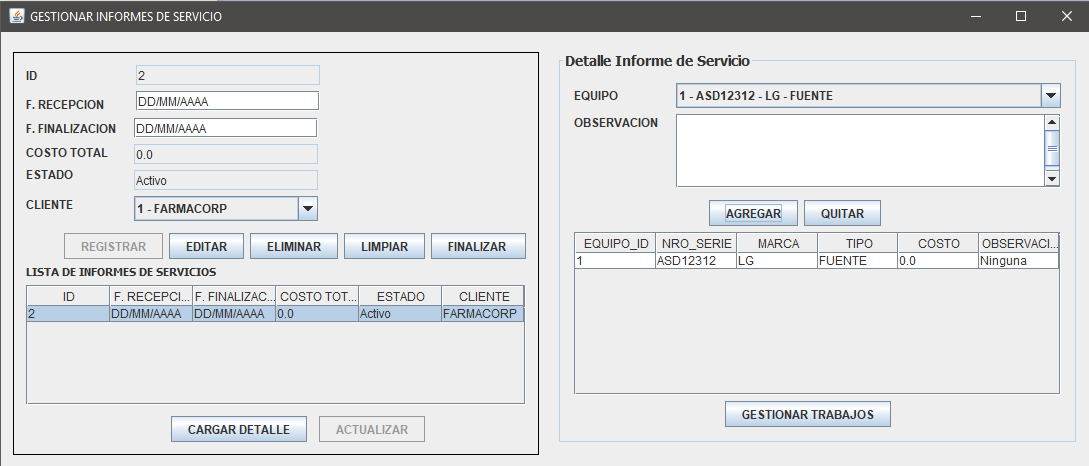 GESTIONAR INFORMES DE SERVICIO
ID 2
F. RECEPCION DD/MM/AAAA
F. FINALIZACION DD/MM/AAAA
COSTO TOTAL 0.0
ESTADO Activo
CLIENTE 1 - FARMACORP
REGISTRAR EDITAR ELIMINAR LIMPIAR FINALIZAR
LISTA DE INFORMES DE SERVICIOS
ID F. RECEPCI... F. FINALIZAC... COSTO TOT... ESTADO CLIENTE
2 DD/MM/AAAA DD/MM/AAAA 0.0 Activo FARMACORP
CARGAR DETALLE ACTUALIZAR
Detalle Informe de Servicio
EQUIPO 1 - ASD12312 - LG - FUENTE
OBSERVACION
AGREGAR QUITAR
EQUIPO_ID NRO_SERIE MARCA TIPO COSTO OBSERVACI...
1 ASD12312 LG FUENTE 0.0 Ninguna
GESTIONAR TRABAJOS